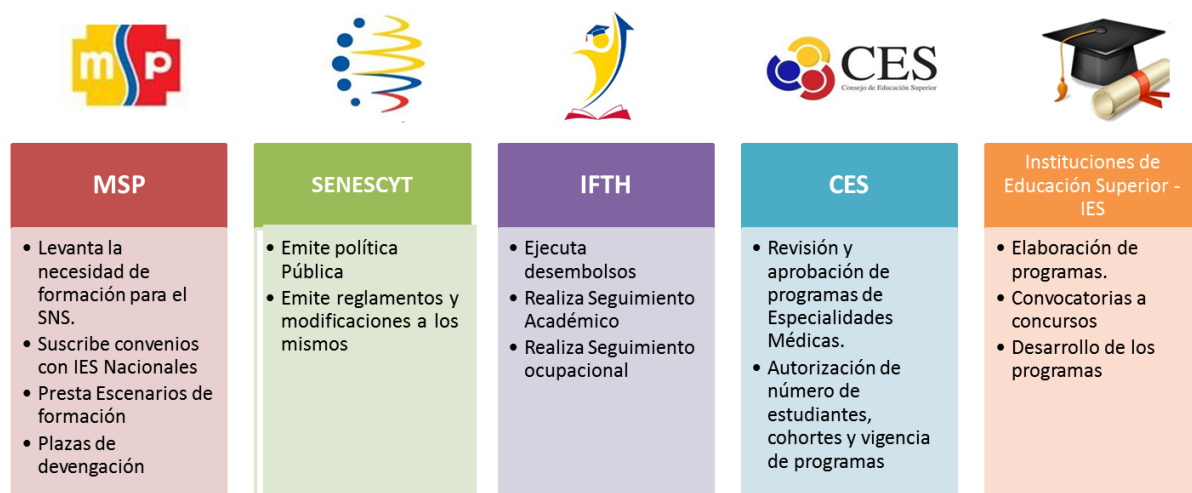 msp
CES
Consejo de Educación Superior
MSP
• Levanta la
necesidad de
formación para el
SNS.
• Suscribe convenios
con IES Nacionales
• Presta Escenarios de
formación
• Plazas de
devengación
SENESCYT
• Emite política
Pública
• Emite reglamentos y
modificaciones a los
mismos
IFTH
• Ejecuta
desembolsos
• Realiza Seguimiento
Académico
• Realiza Seguimiento
ocupacional
CES
• Revisión y
aprobación de
programas de
Especialidades
Médicas.
• Autorización de
número de
estudiantes,
cohortes y vigencia
de programas
Instituciones de
Educación Superior -
IES
• Elaboración de
programas.
• Convocatorias a
concursos
• Desarrollo de los
programas